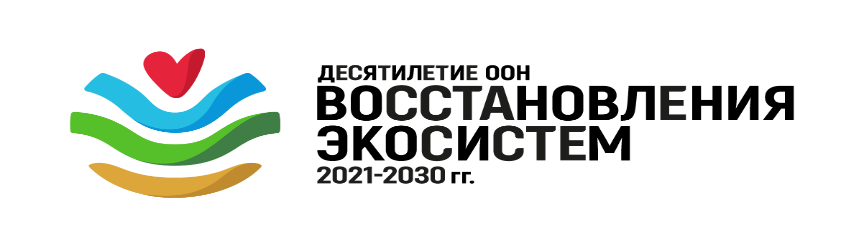 ДЕСЯТИЛЕТИЕ ООН
ВОССТАНОВЛЕНИЯ
ЭКОСИСТЕМ
2021-2030 гг.